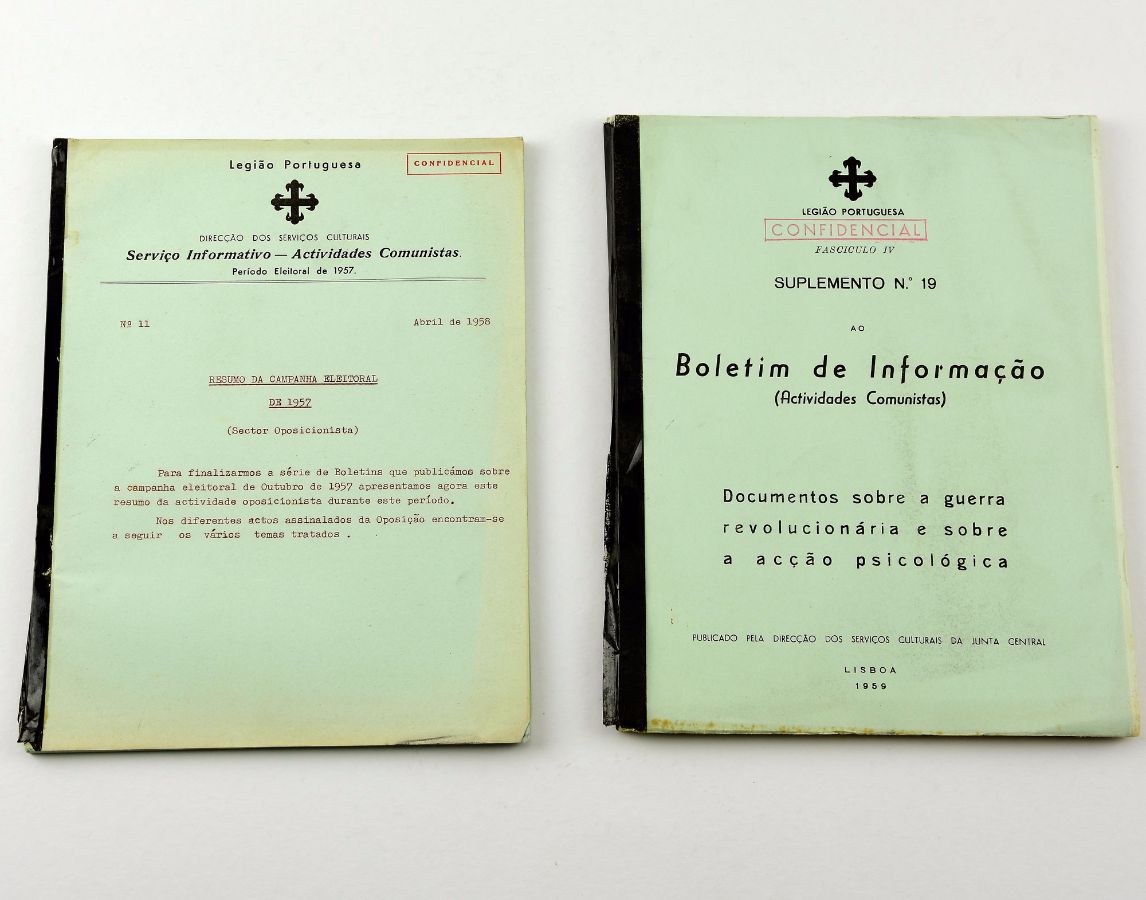 Legião Portuguesa
CONFIDENCIAL
DIRECÇÃO DOS SERVIÇOS CULTURAIS
Serviço Informativo — Actividades Comunistas.
Período Eleitoral de 1957.
Nº 11
Abril de 1958
RESUMO DA CAMPANHA ELEITORAL
DE 1957
(Sector Oposicionista)
Para finalizarmos a série de Boletins que publicámos sobre
a campanha eleitoral de Outubro de 1957 apresentamos agora este
resumo da actividade oposicionista durante este período.
Nos diferentes actos assinalados da Oposição encontram-se
a seguir os vários temas tratados .
LEGIÃO PORTUGUESA
CONFIDENCIAL
FASCICULO IV
SUPLEMENTO N.º 19
AO
Boletim de Informação
(Actividades Comunistas)
Documentos sobre a guerra
revolucionária e sobre
a acção psicológica
PUBLICADO PELA DIRECÇÃO DOS SERVIÇOS CULTURAIS DA JUNTA CENTRAL
LISBOA
1959